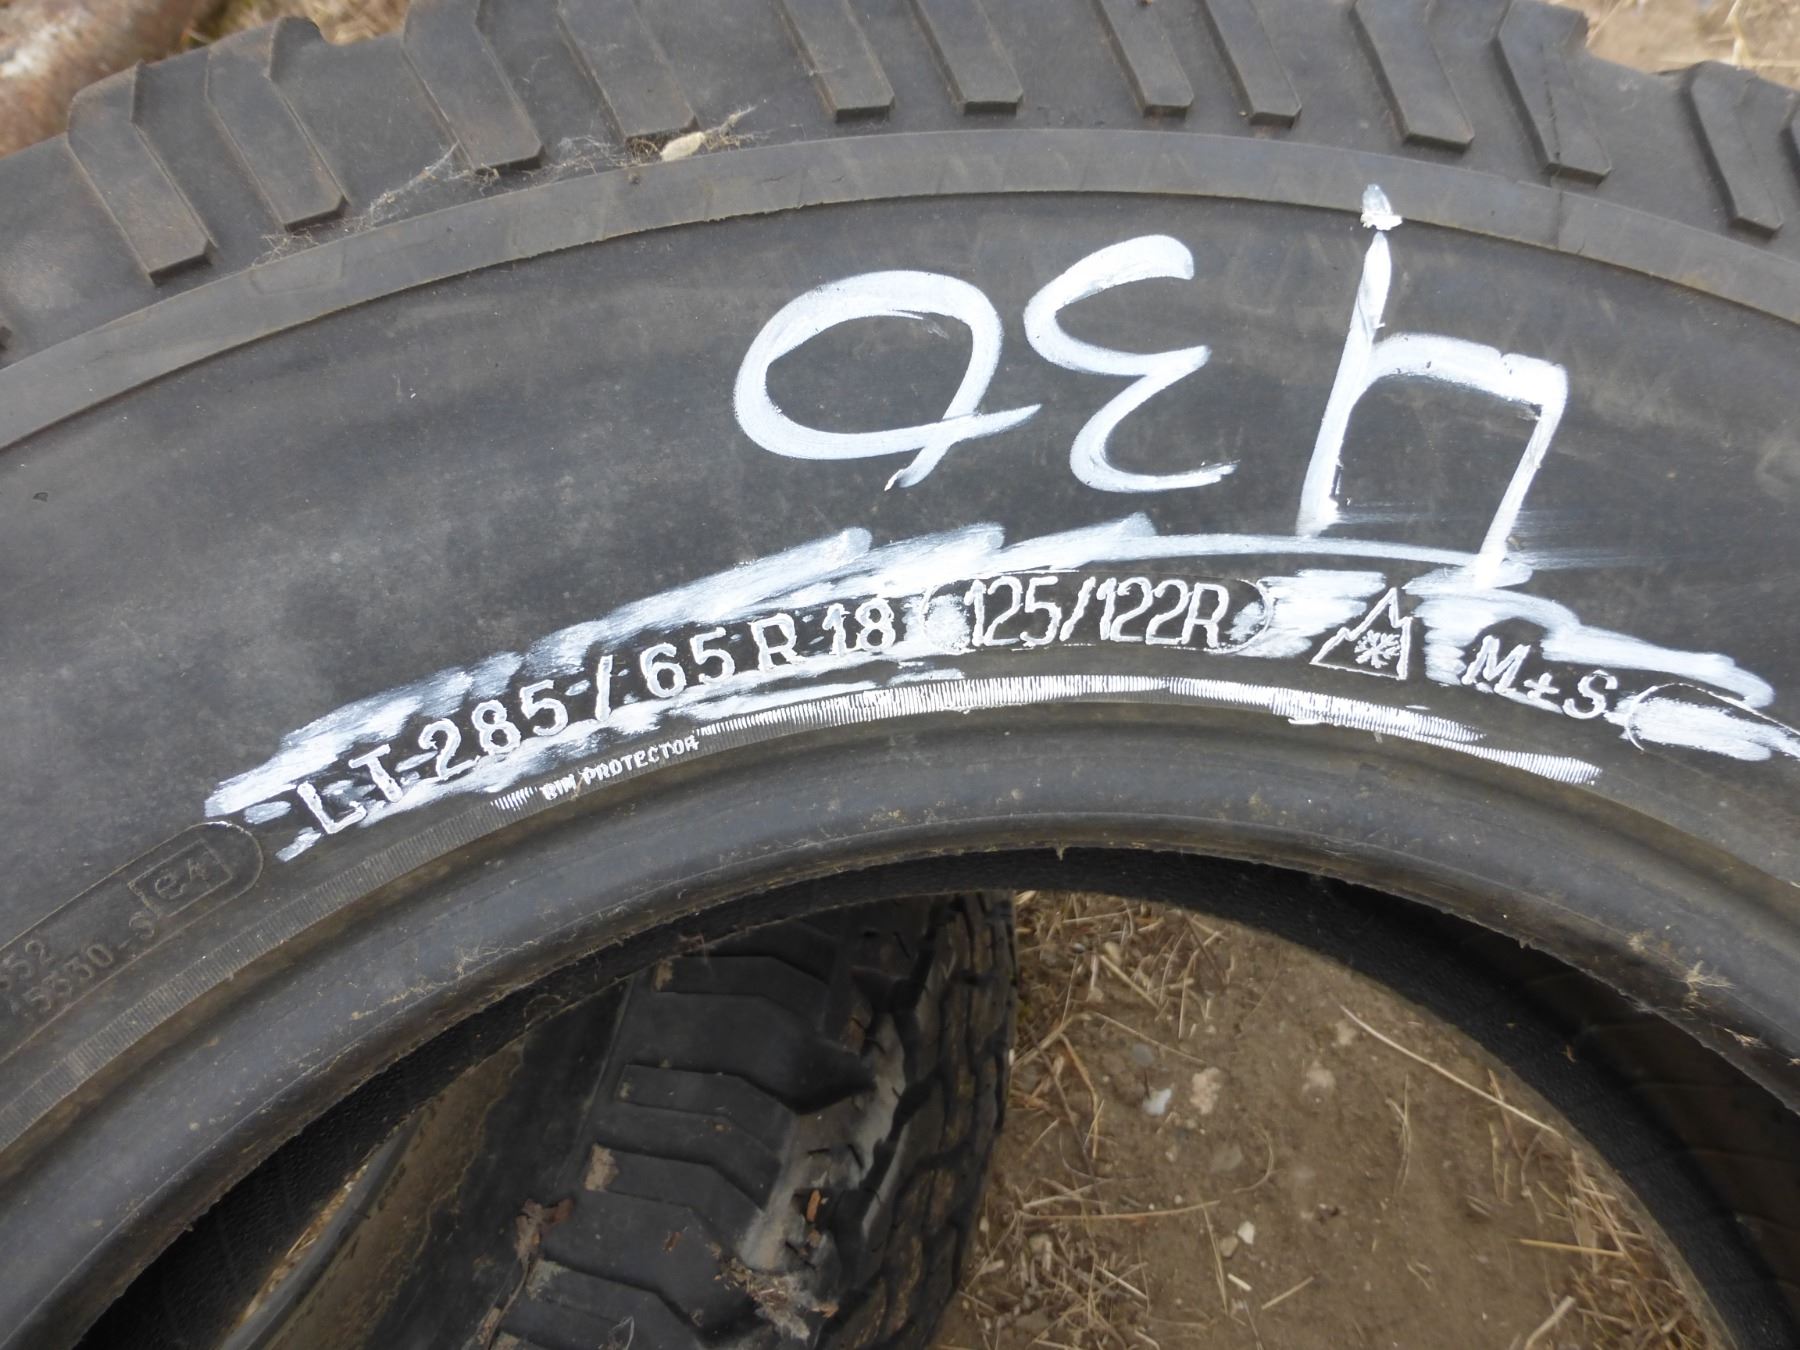 430
LT 285/65 R 18 125/122R M+S
RIM PROTECTOR
e4